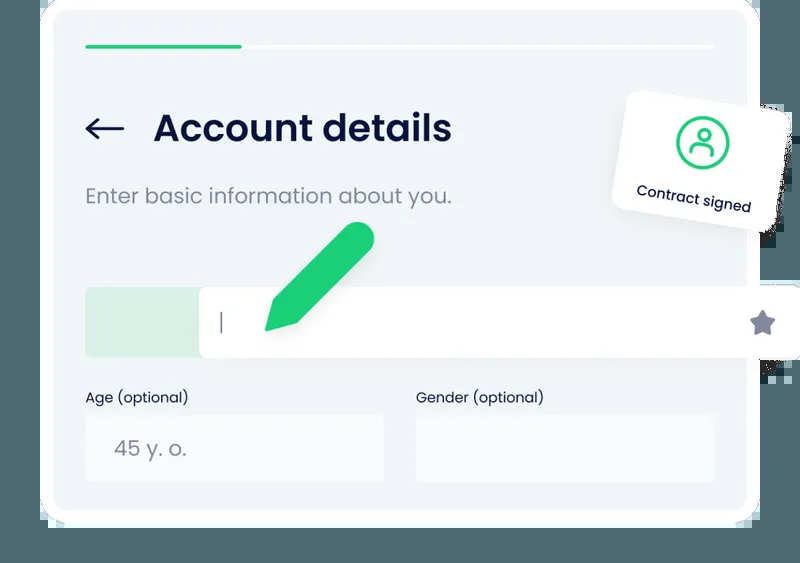 Account details
Contract signed
Enter basic information about you.
Age (optional)
Gender (optional)
45 y. o.